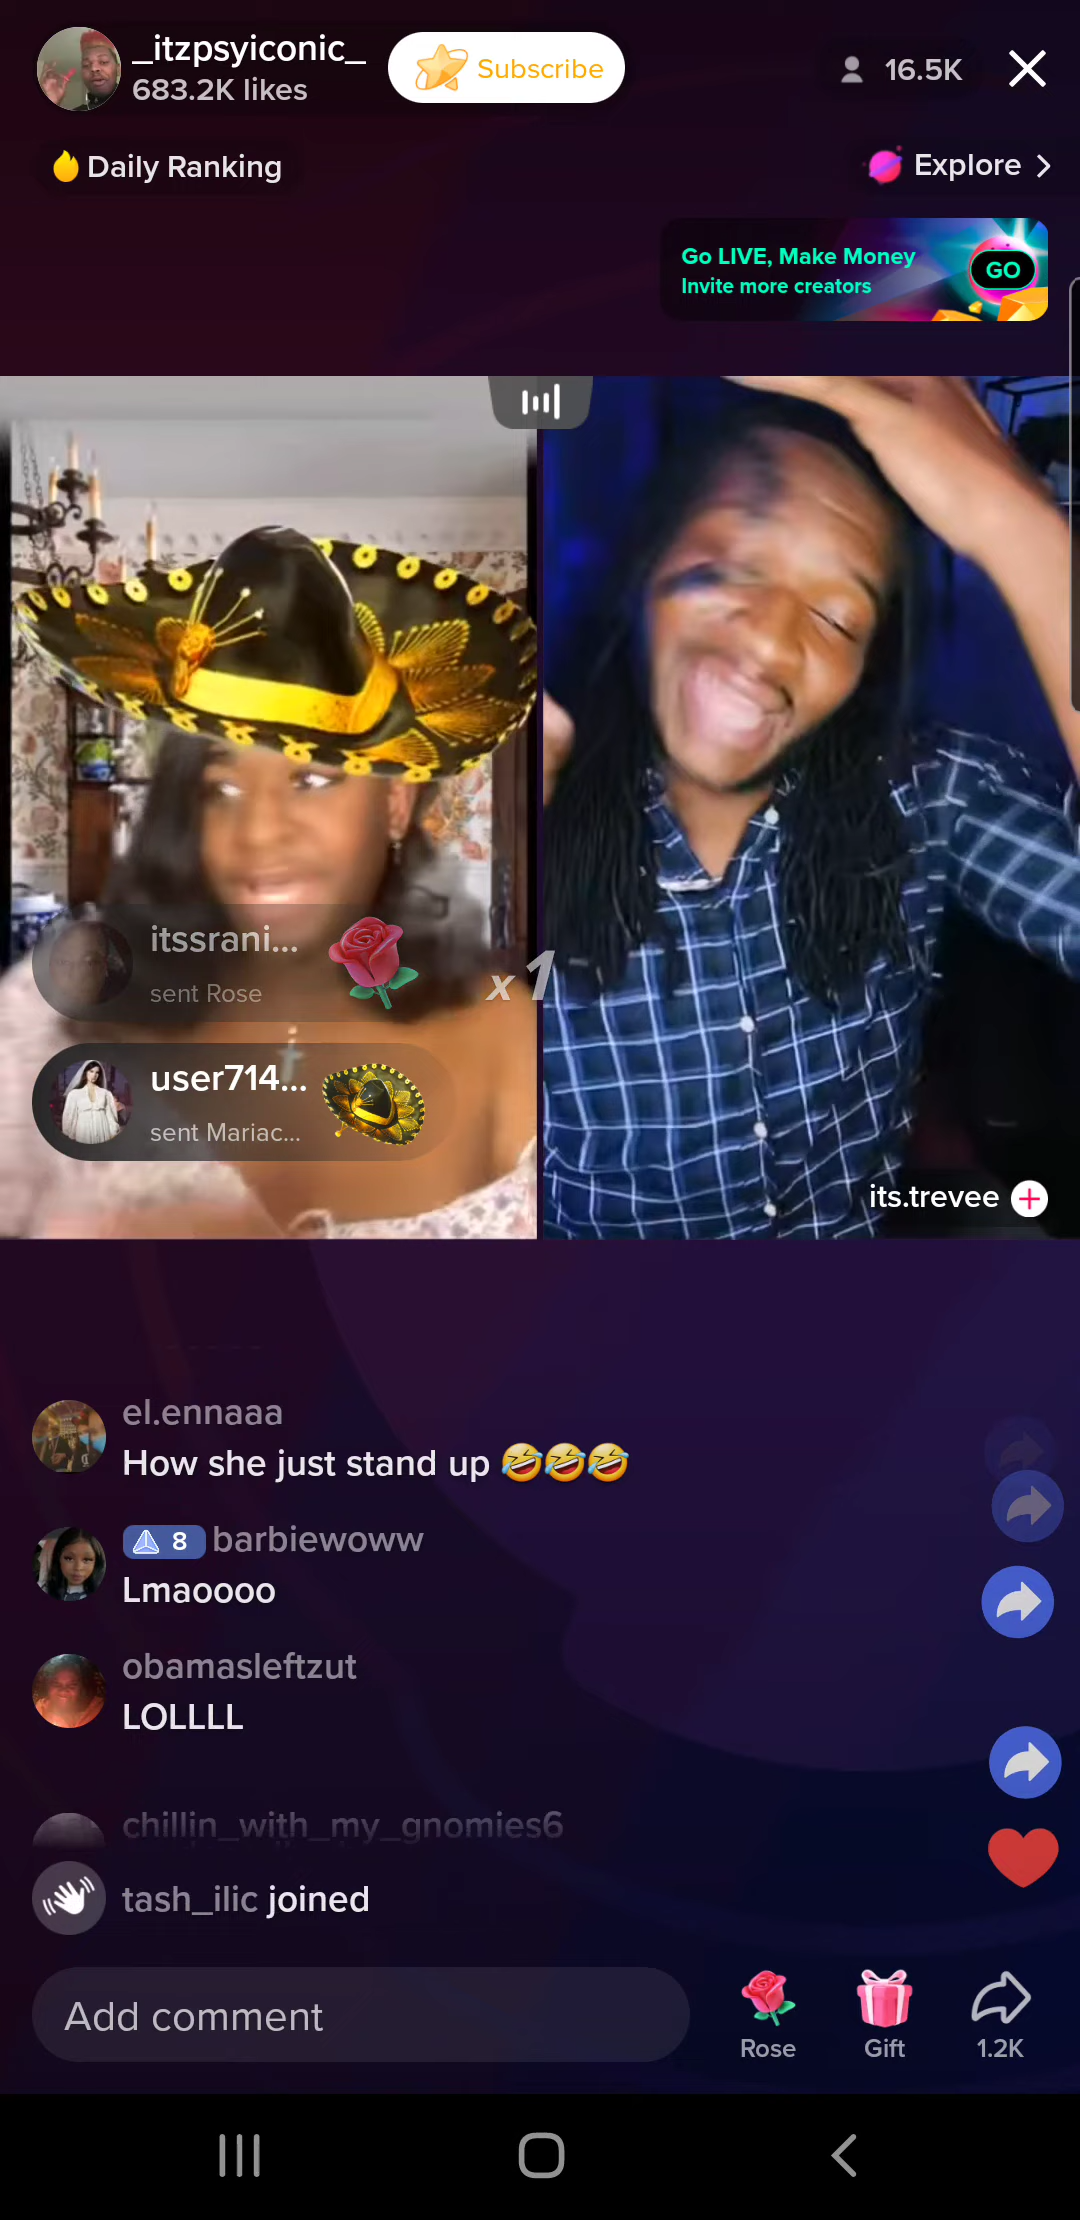 _itzpsyiconic_
683.2K likes
Subscribe
16.5K
Daily Ranking
Explore
Go LIVE, Make Money
Invite more creators
GO
itssrani...
sent Rose
x1
user714...
sent Mariac...
its.trevee
el.ennaaa
How she just stand up 🤣🤣🤣
8 barbiewoww
Lmaoooo
obamasleftzut
LOLLLL
chillin_with_my_gnomies6
tash_ilic joined
Add comment
Rose
Gift
1.2K